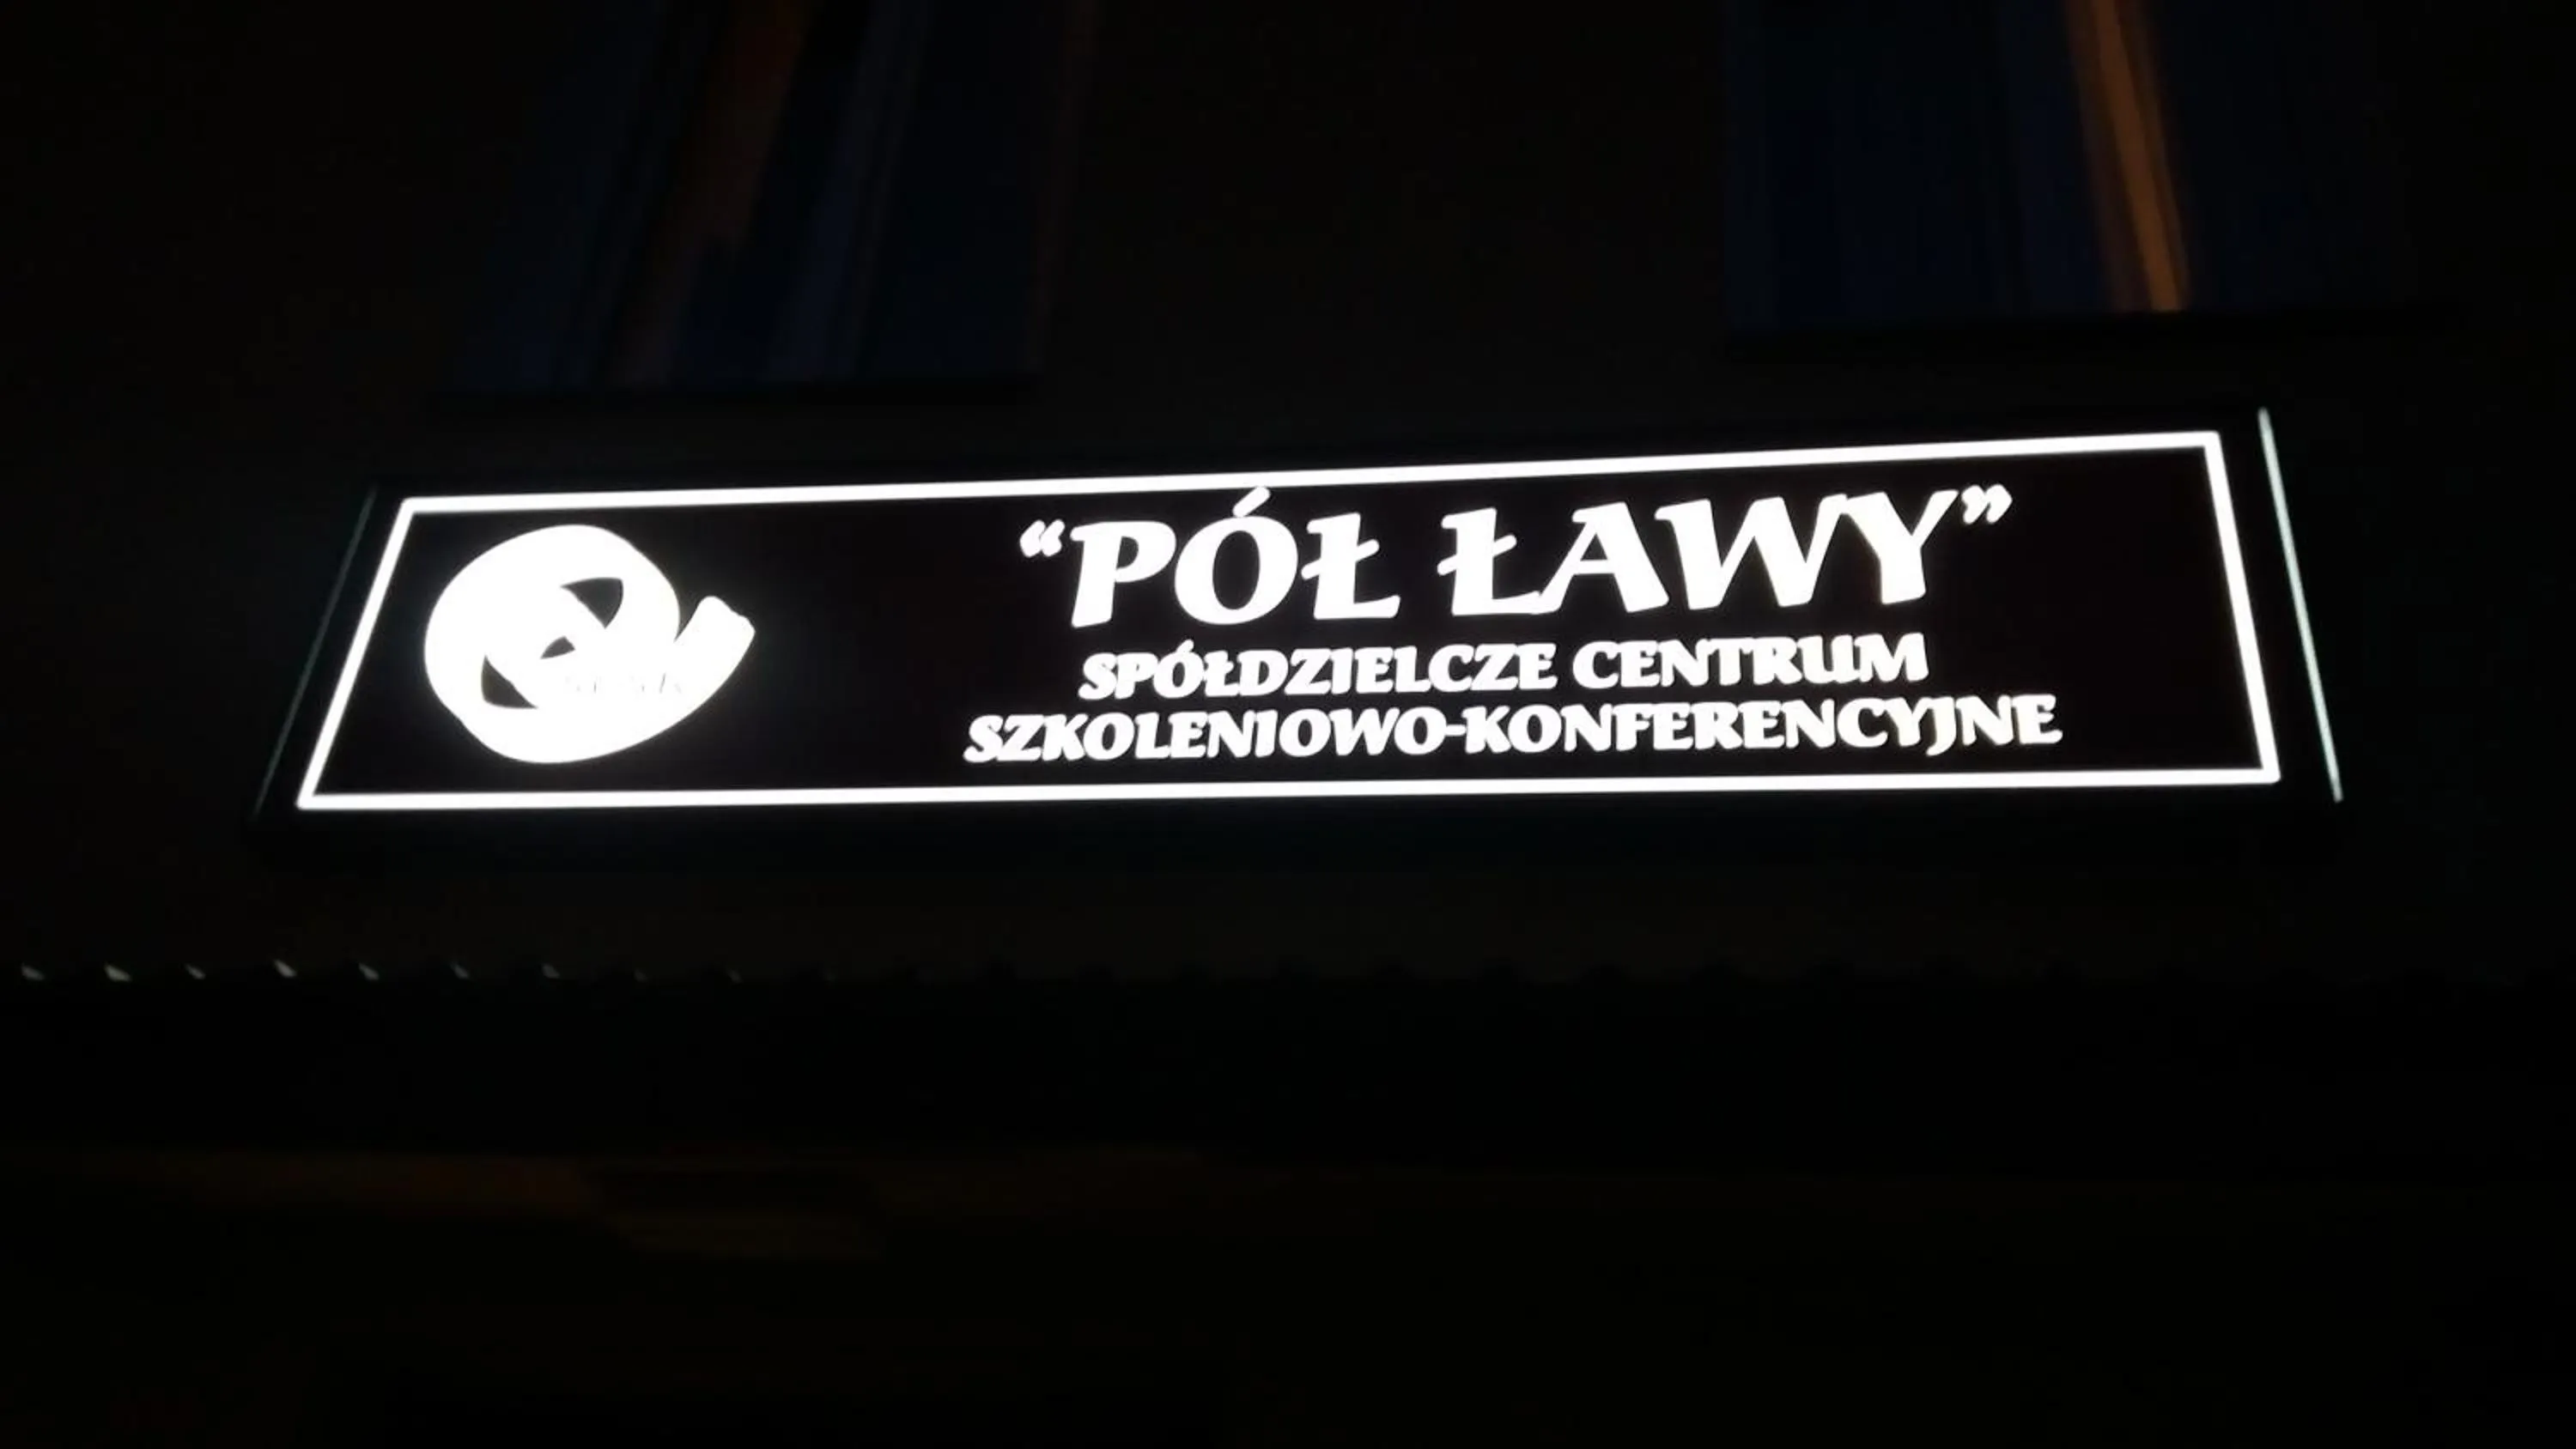 “PÓŁ ŁAWY”
SPÓŁDZIELCZE CENTRUM
SZKOLENIOWO-KONFERENCYJNE